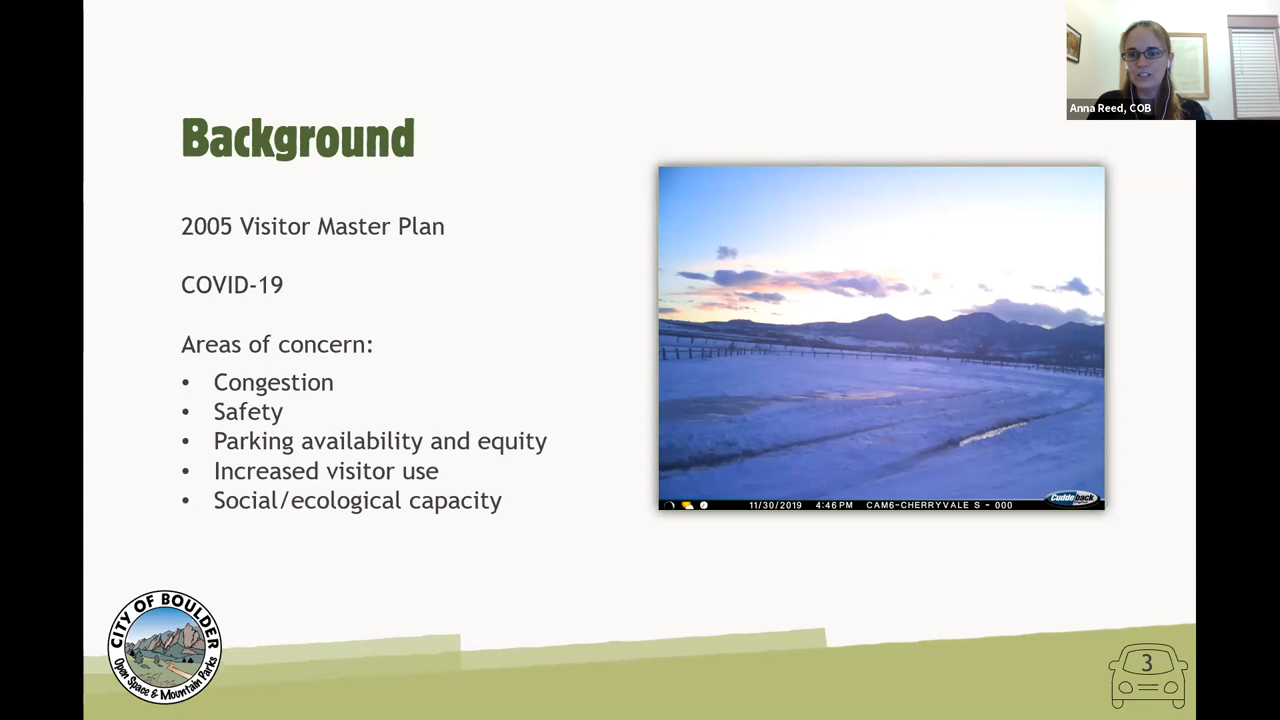 Anna Reed, COB
Background
2005 Visitor Master Plan
COVID-19
Areas of concern:
• Congestion
• Safety
• Parking availability and equity
• Increased visitor use
• Social/ecological capacity
Cuddeback
11/30/2019 4:46 PM CAM6-CHERRYVALE S - 000
CITY OF BOULDER
Open Space & Mountain Parks
3